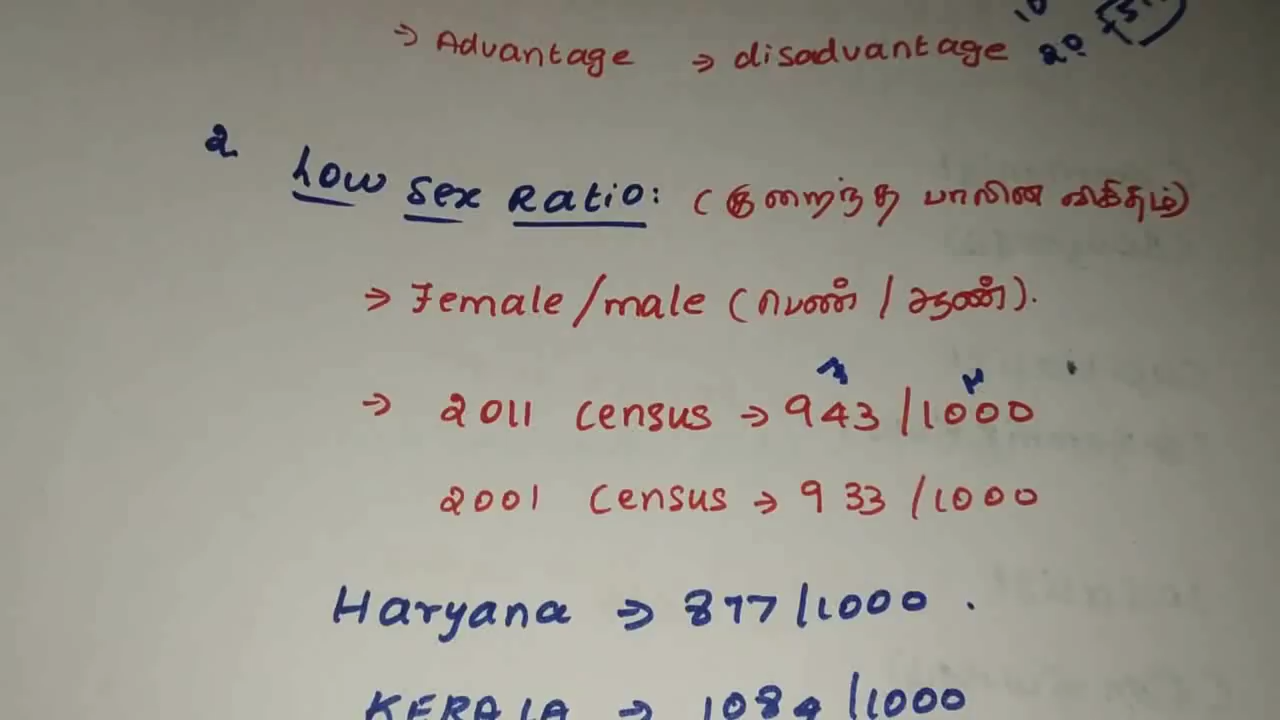 → Advantage → disadvantage
2 Low Sex Ratio: (குறைந்த பாலின விகிதம்)
→ Female/male (பெண் / ஆண்).
→ 2011 census → 943/1000
2001 census → 933/1000
Haryana → 877/1000.
KERALA → 1084/1000